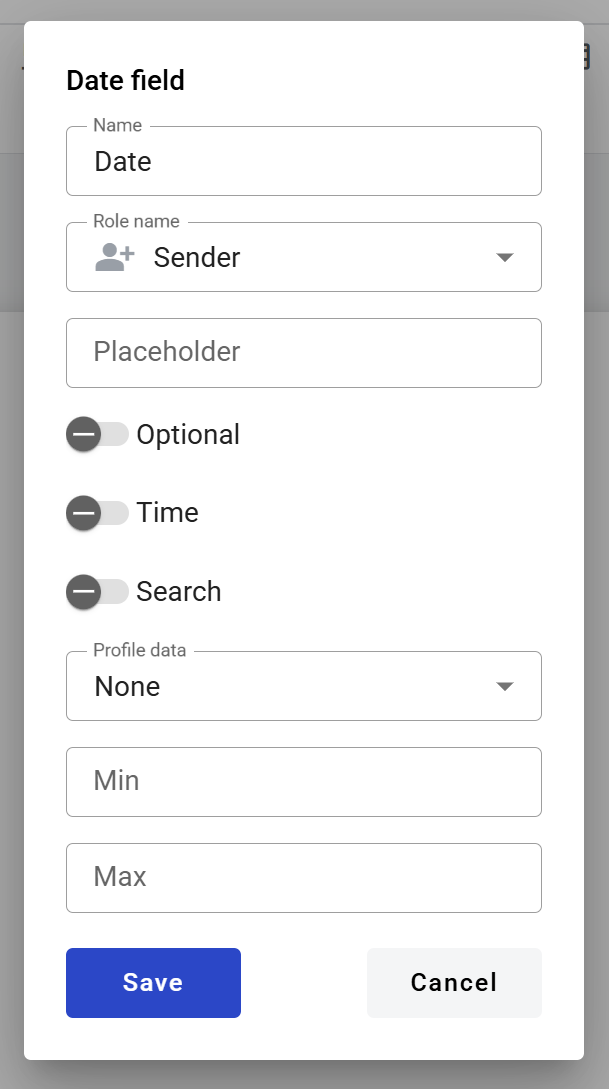 Date field
Name
Date
Role name
Sender
Placeholder
Optional
Time
Search
Profile data
None
Min
Max
Save
Cancel